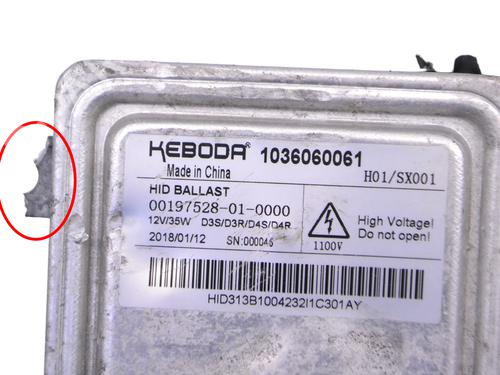 KEBODA® 1036060061
Made in China H01/SX001
HID BALLAST
00197528-01-0000
12V/35W D3S/D3R/D4S/D4R
2018/01/12 SN:000046
High Voltage!
Do not open!
1100V
HID313B1004232I1C301AY